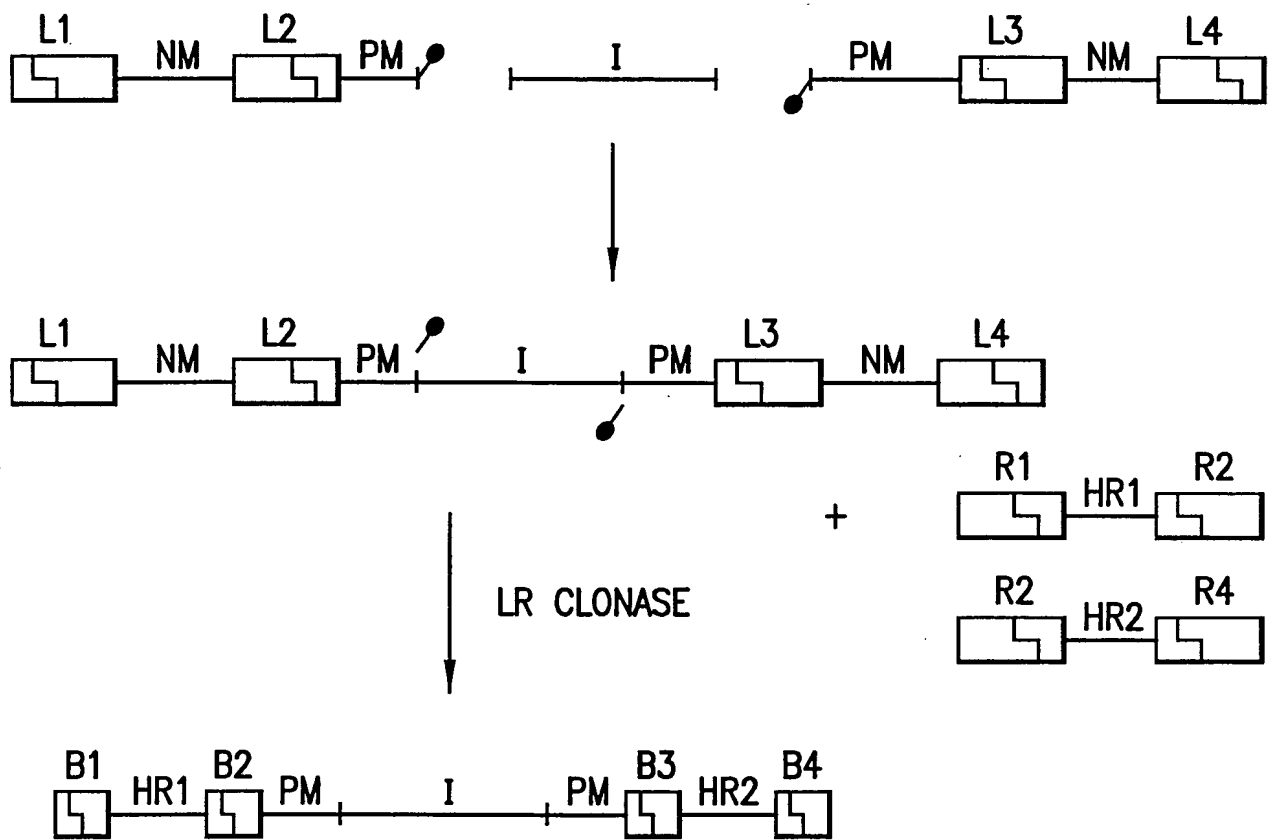 L1 NM L2 PM I PM L3 NM L4
L1 NM L2 PM I PM L3 NM L4
+ R1 HR1 R2
R2 HR2 R4
LR CLONASE
B1 HR1 B2 PM I PM B3 HR2 B4